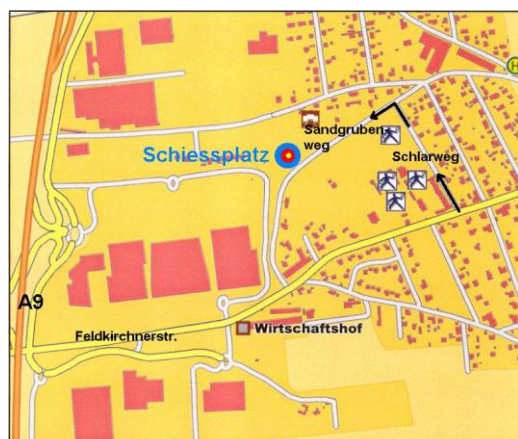 H
Sandgruben
weg
Schiessplatz
Schlarweg
A9
Feldkirchnerstr.
Wirtschaftshof